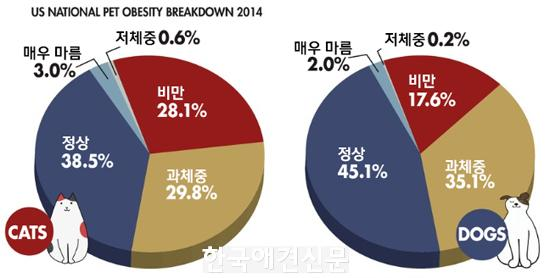 US NATIONAL PET OBESITY BREAKDOWN 2014
저체중 0.6%
매우 마름
3.0%
비만
28.1%
정상
38.5%
과체중
29.8%
CATS
저체중 0.2%
매우 마름
2.0%
비만
17.6%
정상
45.1%
과체중
35.1%
DOGS
한국애견신문